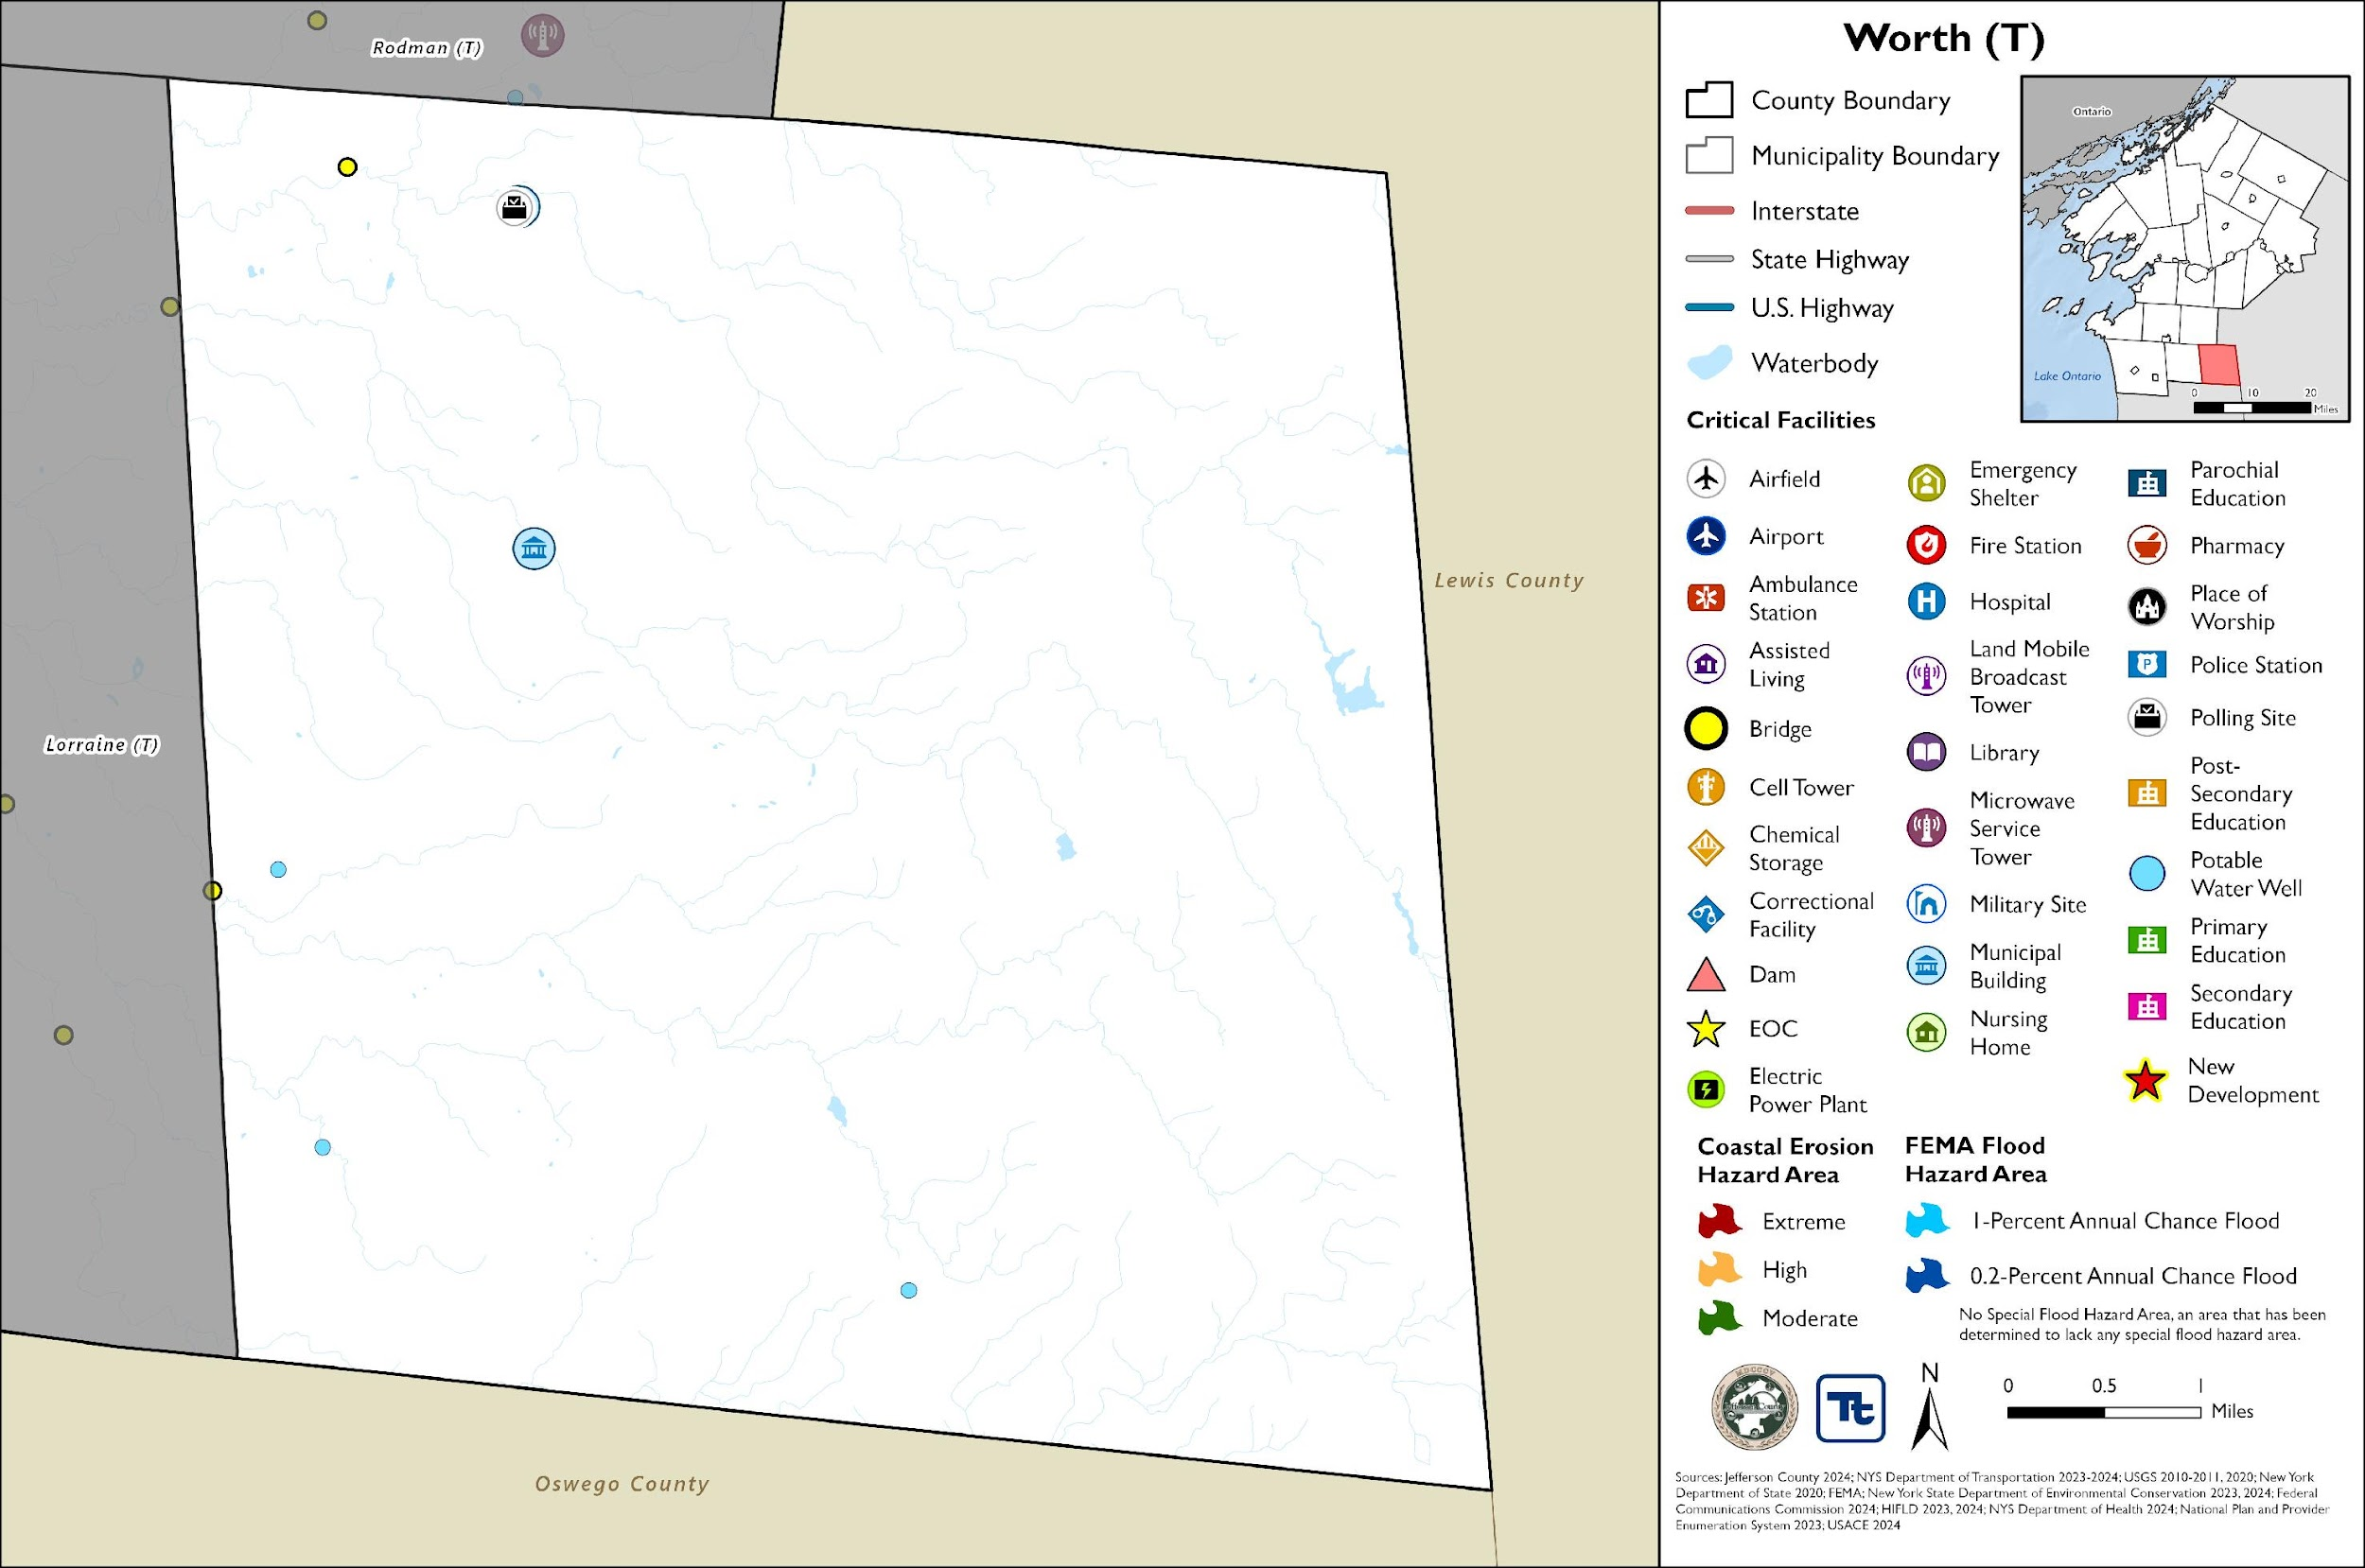 Worth (T)
Rodman (T)
Lorraine (T)
Lewis County
Oswego County
County Boundary
Municipality Boundary
Interstate
State Highway
U.S. Highway
Waterbody
Ontario
Lake Ontario
0 10 20
Miles
Critical Facilities
Airfield
Airport
Ambulance
Station
Assisted
Living
Bridge
Cell Tower
Chemical
Storage
Correctional
Facility
Dam
EOC
Electric
Power Plant
Emergency
Shelter
Fire Station
H
Hospital
Land Mobile
Broadcast
Tower
Library
Microwave
Service
Tower
Military Site
Municipal
Building
Nursing
Home
Parochial
Education
Pharmacy
Place of
Worship
P
Police Station
Polling Site
Post-
Secondary
Education
Potable
Water Well
Primary
Education
Secondary
Education
New
Development
Coastal Erosion
Hazard Area
Extreme
High
Moderate
FEMA Flood
Hazard Area
1-Percent Annual Chance Flood
0.2-Percent Annual Chance Flood
No Special Flood Hazard Area, an area that has been
determined to lack any special flood hazard area.
Tt
N
0 0.5 1
Miles
Sources: Jefferson County 2024; NYS Department of Transportation 2023-2024; USGS 2010-2011, 2020; New York
Department of State 2020; FEMA; New York State Department of Environmental Conservation 2023, 2024; Federal
Communications Commission 2024; HIFLD 2023, 2024; NYS Department of Health 2024; National Plan and Provider
Enumeration System 2023; USACE 2024